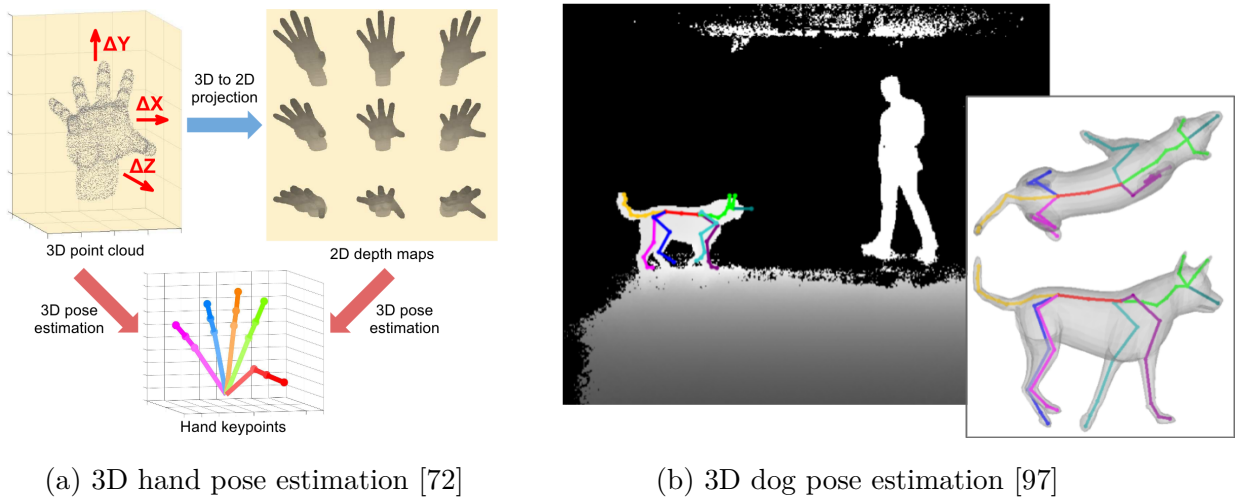 ΔY
ΔX
ΔZ
3D to 2D
projection
3D point cloud
2D depth maps
3D pose
estimation
3D pose
estimation
Hand keypoints
(a) 3D hand pose estimation [72]
(b) 3D dog pose estimation [97]